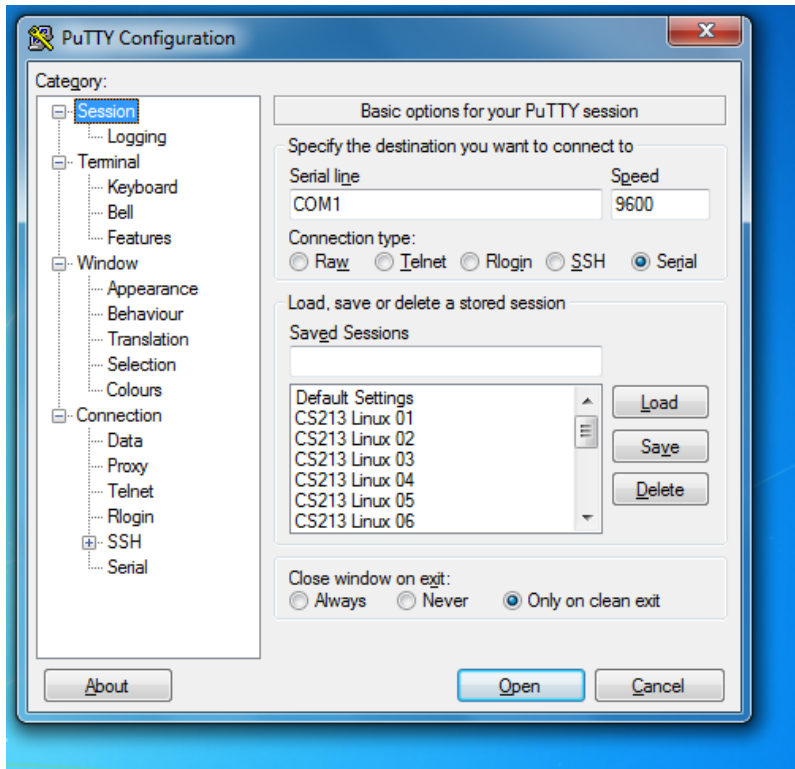 PuTTY Configuration
Category:
Session
Logging
Terminal
Keyboard
Bell
Features
Window
Appearance
Behaviour
Translation
Selection
Colours
Connection
Data
Proxy
Telnet
Rlogin
SSH
Serial
Basic options for your PuTTY session
Specify the destination you want to connect to
Serial line Speed
COM1 9600
Connection type:
Raw Telnet Rlogin SSH Serial
Load, save or delete a stored session
Saved Sessions
Default Settings
CS213 Linux 01
CS213 Linux 02
CS213 Linux 03
CS213 Linux 04
CS213 Linux 05
CS213 Linux 06
Load
Save
Delete
Close window on exit:
Always Never Only on clean exit
About Open Cancel